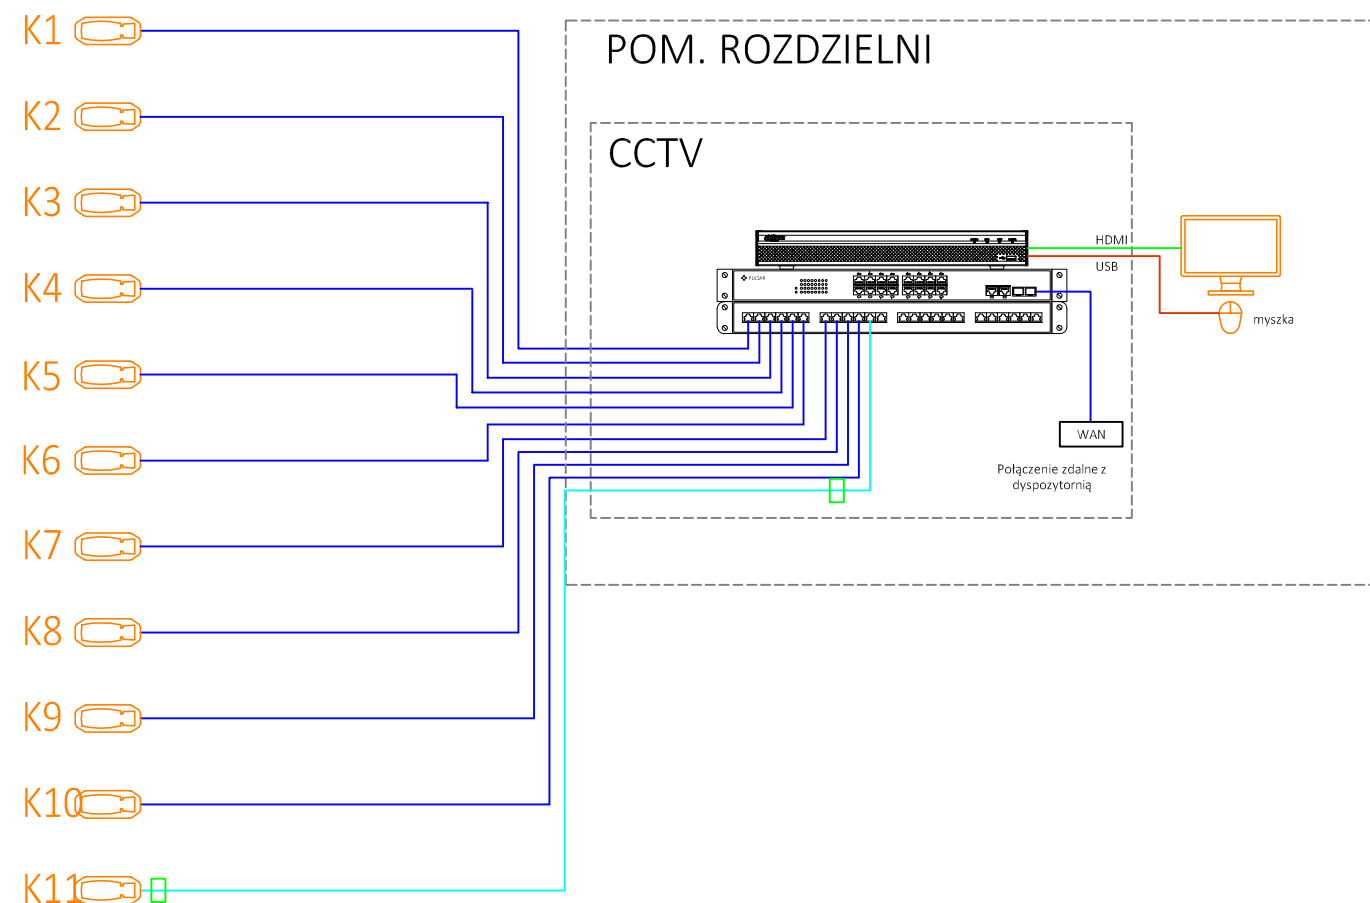 K1
POM. ROZDZIELNI
K2
CCTV
K3
HDMI
USB
K4
PULSAR
myszka
K5
WAN
K6
Połączenie zdalne z
dyspozytornią
K7
K8
K9
K10
K11